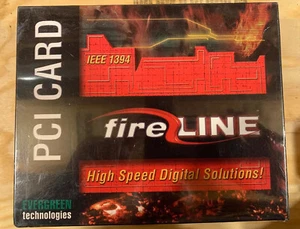 PCI CARD
IEEE 1394
fireLINE
High Speed Digital Solutions!
EVERGREEN
technologies